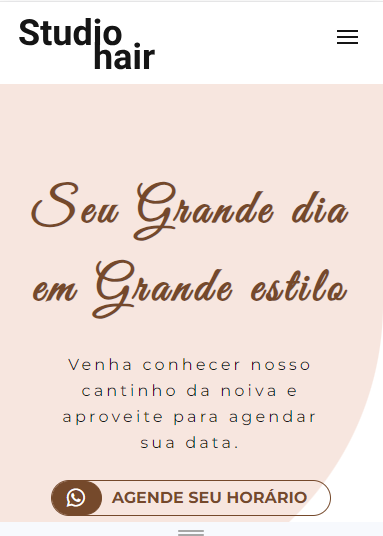 Studio
hair
Seu Grande dia
em Grande estilo
Venha conhecer nosso
cantinho da noiva e
aproveite para agendar
sua data.
AGENDE SEU HORÁRIO